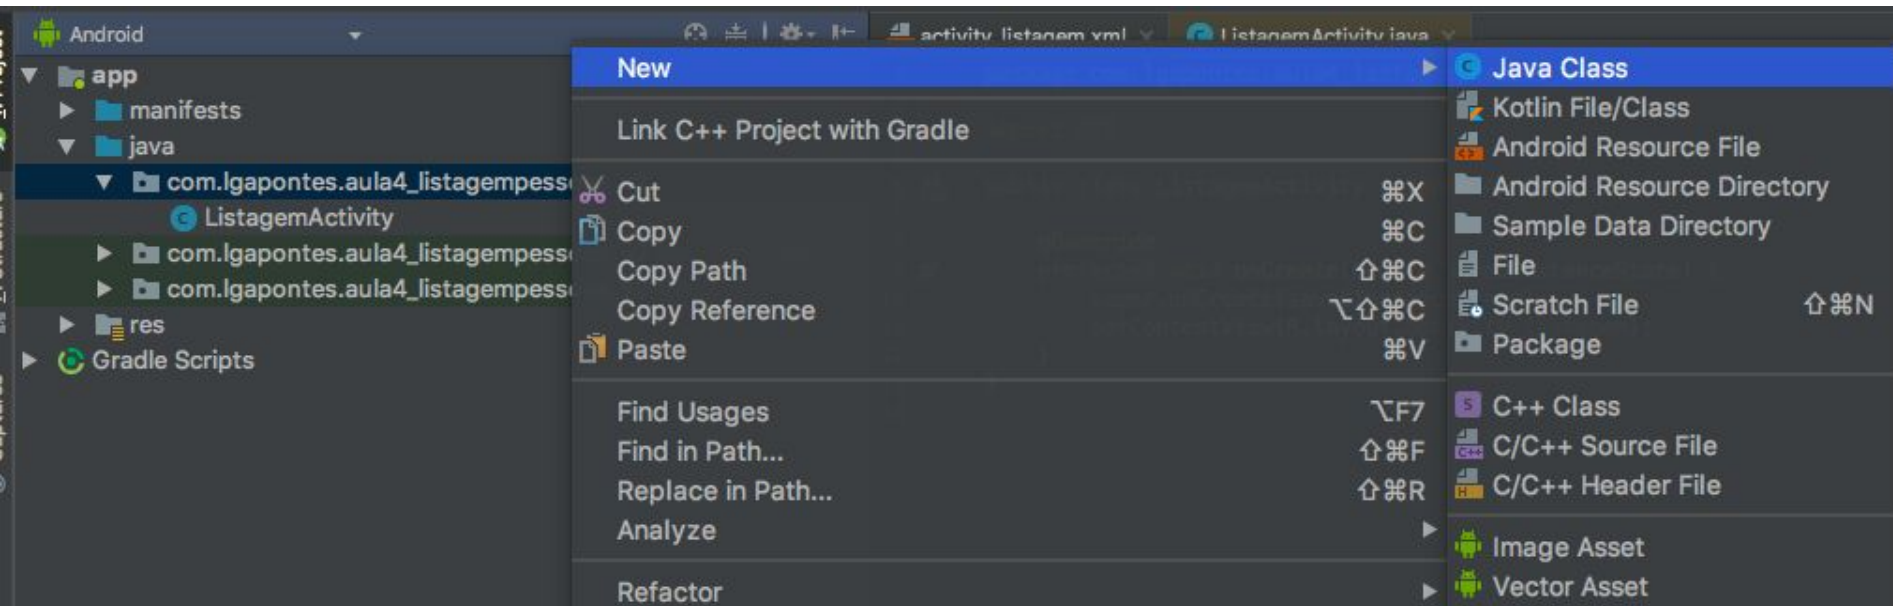 Android
app
manifests
java
com.lgapontes.aula4_listagempess
ListagemActivity
com.lgapontes.aula4_listagempess
com.lgapontes.aula4_listagempess
res
Gradle Scripts
activity_listagem.xml
ListagemActivity.java
New
Link C++ Project with Gradle
Cut ⌘X
Copy ⌘C
Copy Path ⇧⌘C
Copy Reference ⌥⇧⌘C
Paste ⌘V
Find Usages ⌥F7
Find in Path... ⇧⌘F
Replace in Path... ⇧⌘R
Analyze
Refactor
Java Class
Kotlin File/Class
Android Resource File
Android Resource Directory
Sample Data Directory
File
Scratch File ⇧⌘N
Package
C++ Class
C/C++ Source File
C/C++ Header File
Image Asset
Vector Asset